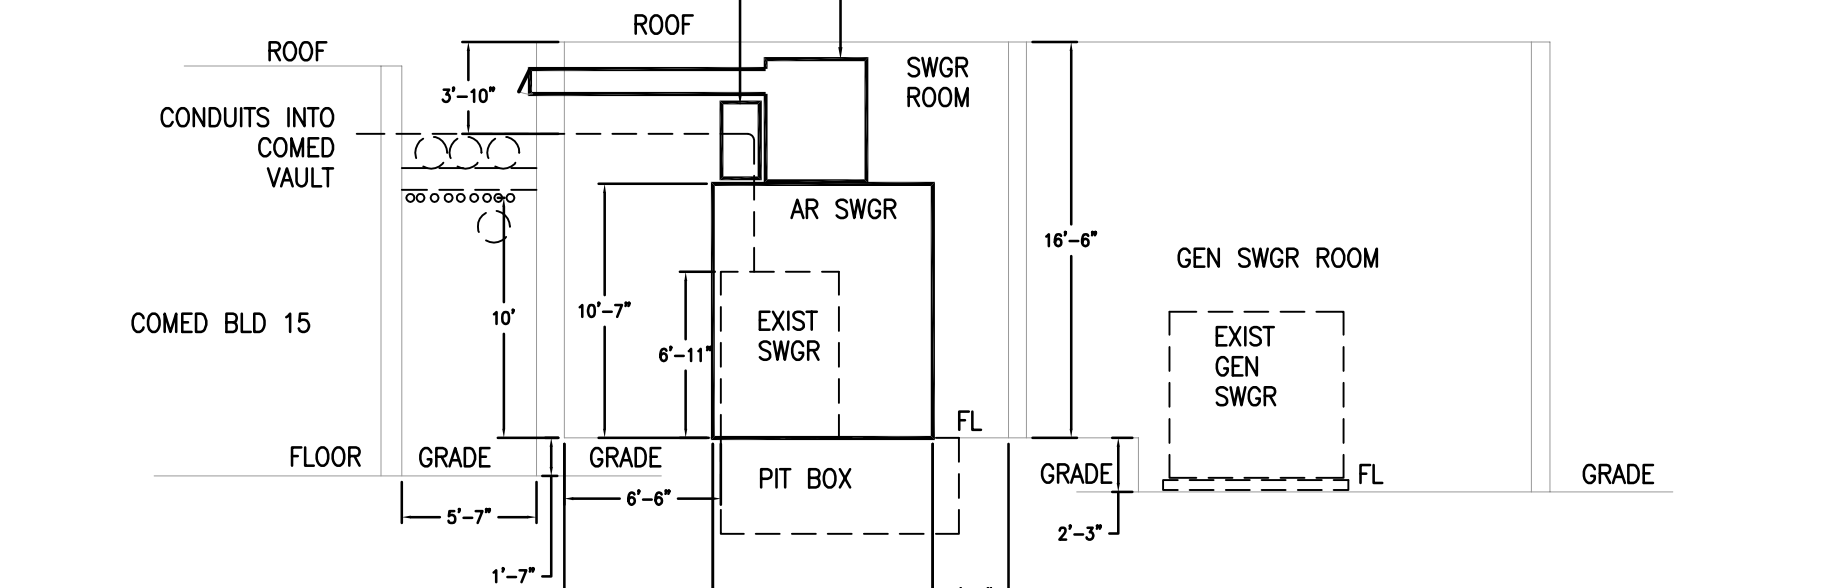 ROOF
ROOF
SWGR
ROOM
3'-10"
CONDUITS INTO
COMED
VAULT
AR SWGR
16'-6"
GEN SWGR ROOM
10'-7"
10'
COMED BLD 15
EXIST
SWGR
6'-11"
EXIST
GEN
SWGR
FL
FLOOR
GRADE
GRADE
PIT BOX
GRADE
FL
GRADE
6'-6"
5'-7"
2'-3"
1'-7"